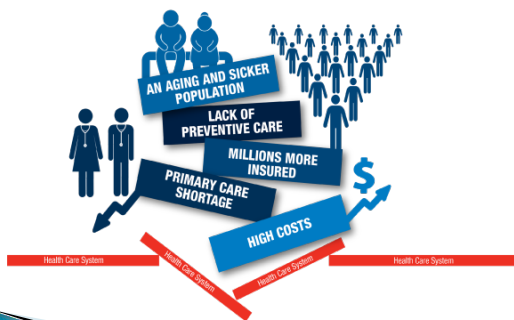 AN AGING AND SICKER
POPULATION
LACK OF
PREVENTIVE CARE
MILLIONS MORE
INSURED
PRIMARY CARE
SHORTAGE
$
HIGH COSTS
Health Care System
Health Care System
Health Care System
Health Care System